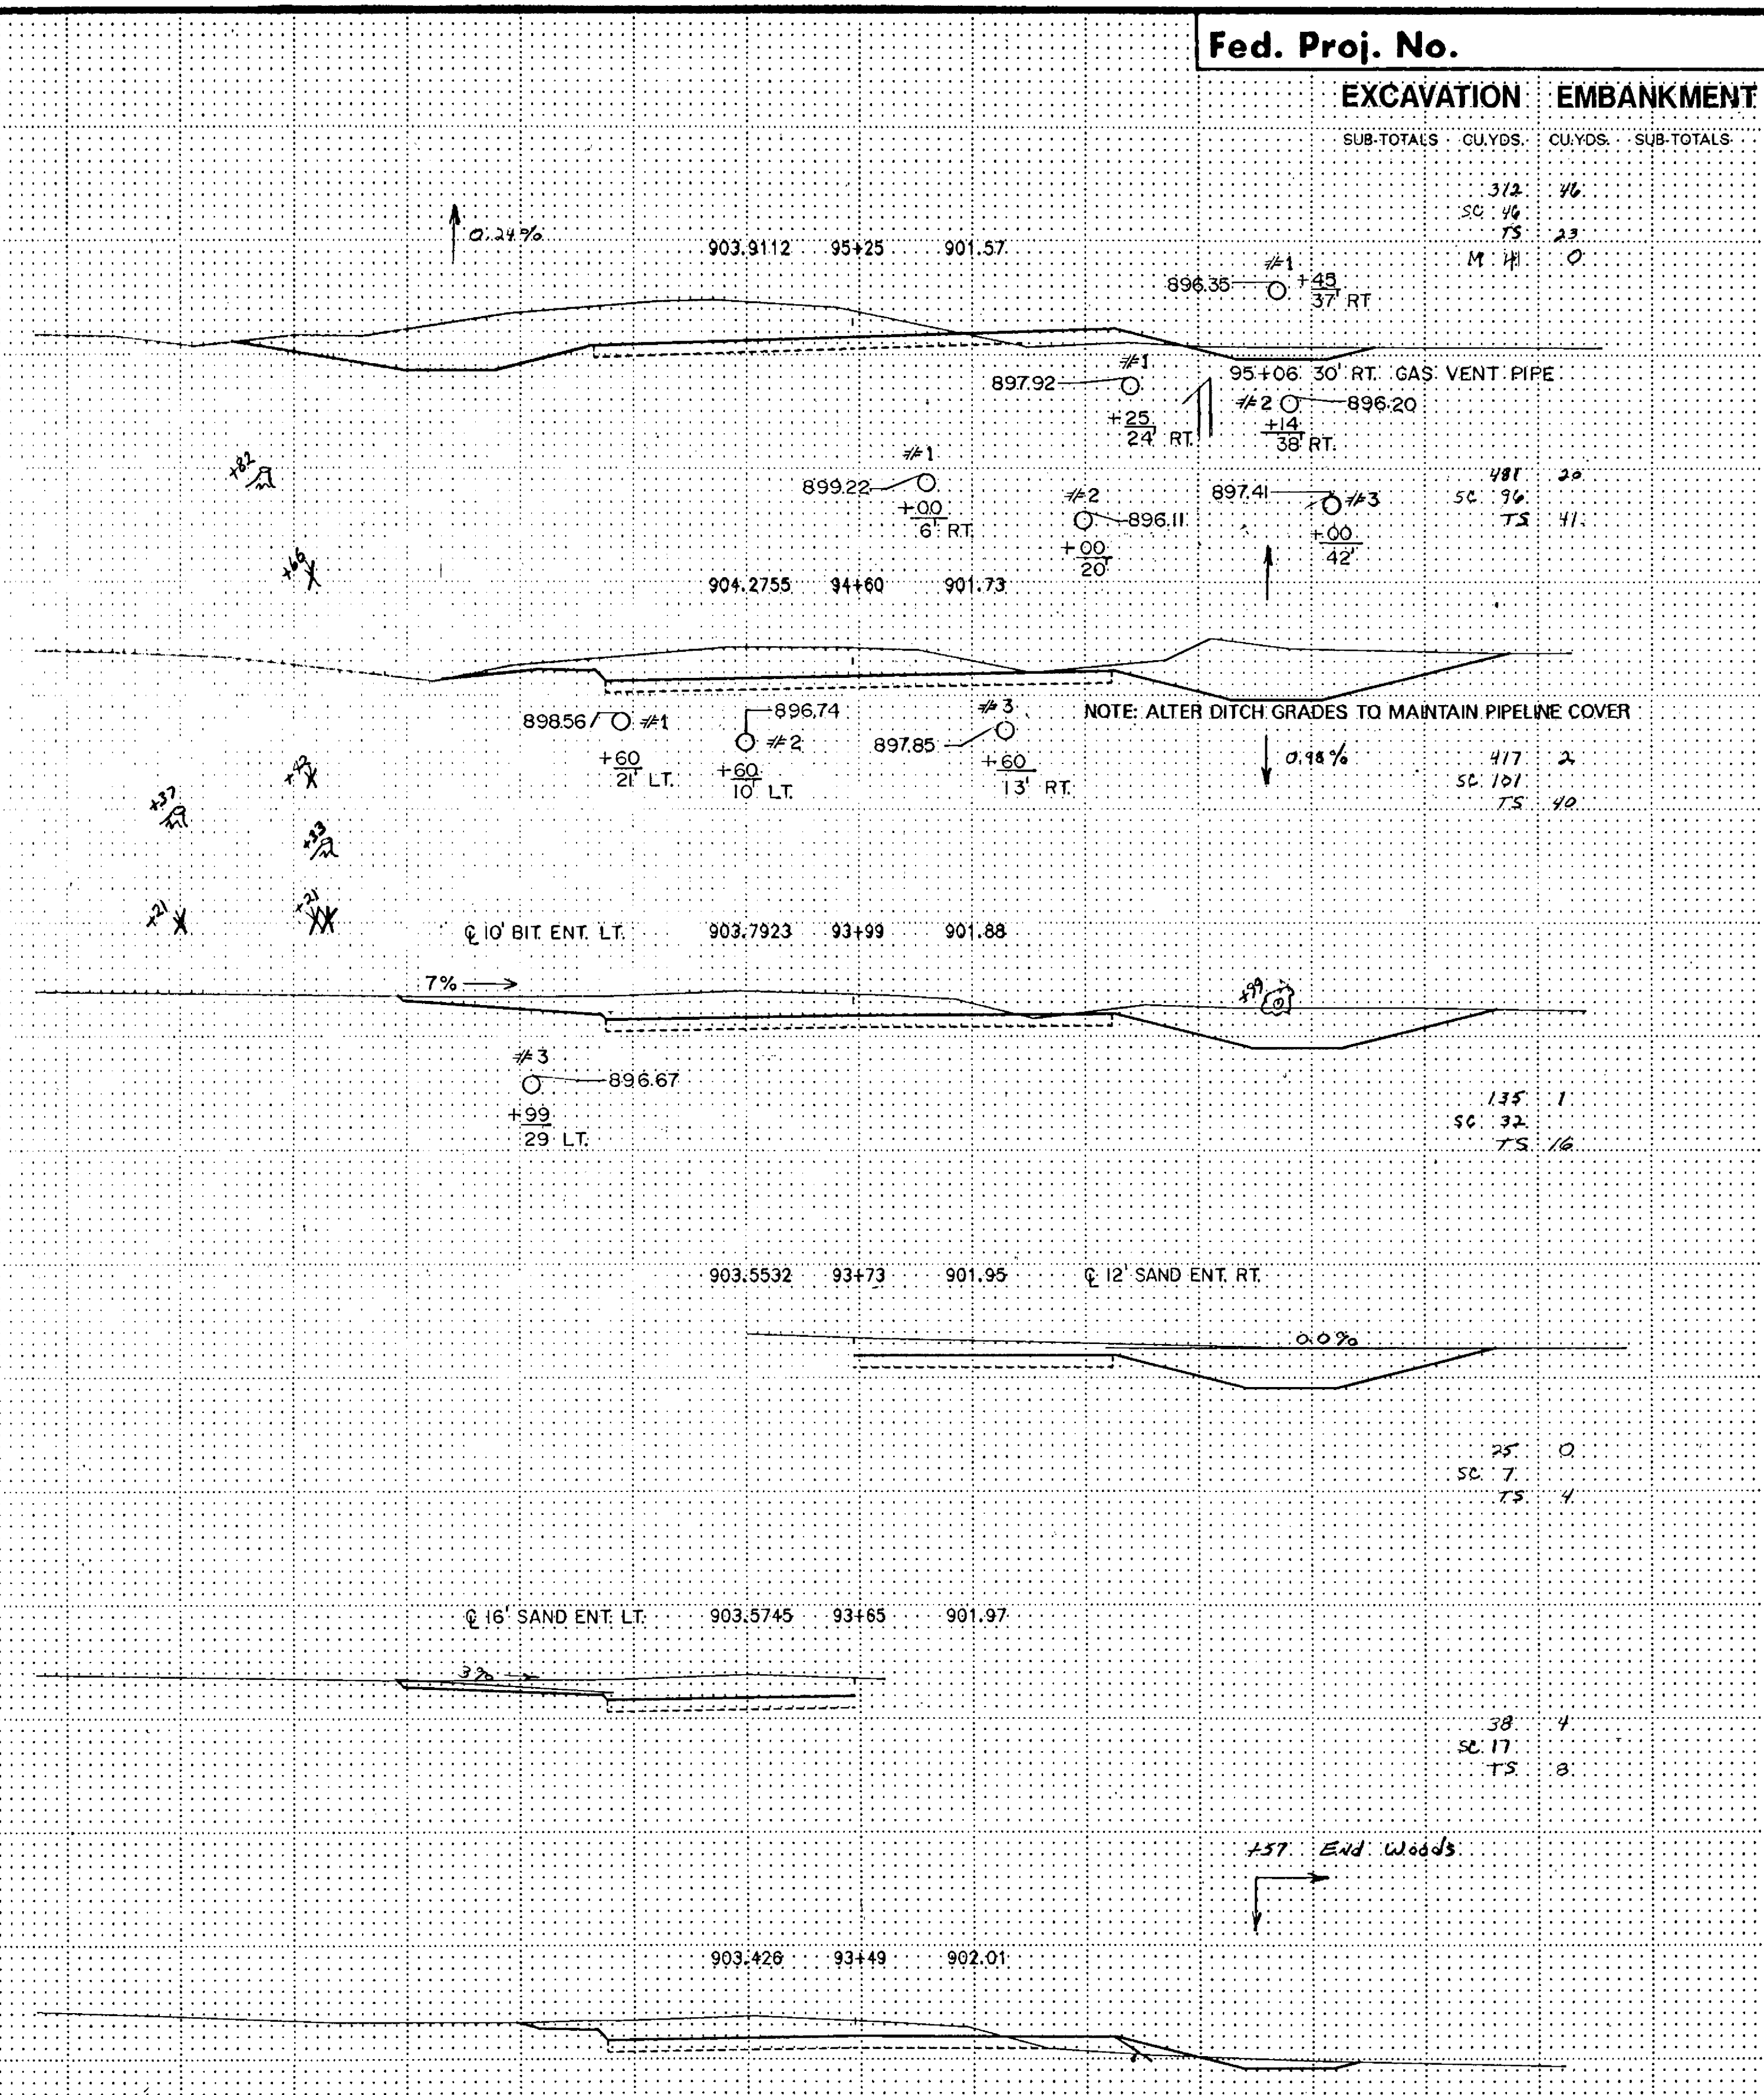 Fed. Proj. No.
EXCAVATION EMBANKMENT
SUB-TOTALS CU.YDS. CU.YDS. SUB-TOTALS
312 46
SC 46
TS 23
M 41 0
0.24%
903.9112 95+25 901.57
896.35 #1 +45 37' RT
897.92 #1 +25 24' RT.
95+06 30' RT. GAS VENT PIPE
#2 896.20 +14 38' RT.
+82
899.22 #1 +00 6' RT.
#2 896.11 +00 20'
897.41 #3 +00 42'
481 20
SC 96
TS 41
+66
904.2755 94+60 901.73
NOTE: ALTER DITCH GRADES TO MAINTAIN PIPELINE COVER
898.56 #1 +60 21' LT.
896.74 #2 +60 10' LT.
897.85 #3 +60 13' RT.
0.98%
417 2
SC 101
TS 40
+42
+37
+33
+21
+21
℄ 10' BIT. ENT. LT. 903.7923 93+99 901.88
7%
+99
#3 896.67 +99 29 LT.
135 1
SC 32
TS 16
903.5532 93+73 901.95 ℄ 12' SAND ENT. RT.
0.0%
25 0
SC 7
TS 4
℄ 16' SAND ENT. LT. 903.5745 93+65 901.97
3%
38 4
SC 17
TS 8
+57 End Woods
903.426 93+49 902.01